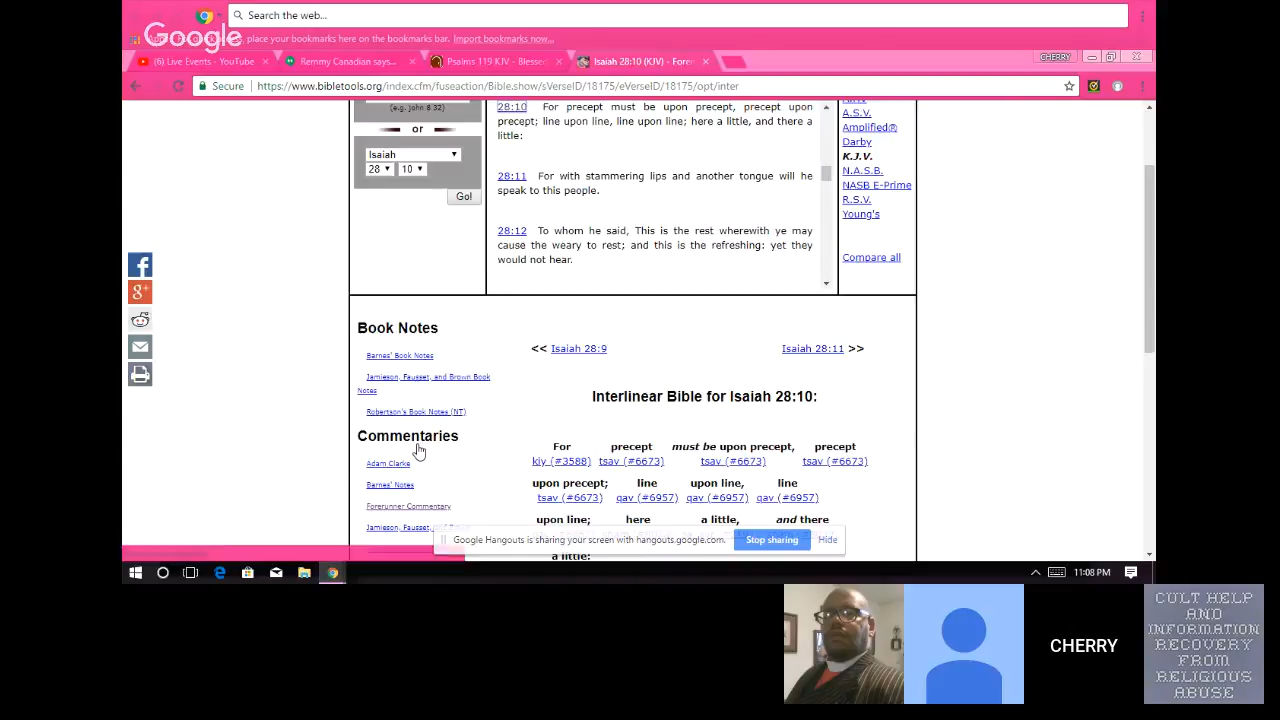 Search the web...
Google
place your bookmarks here on the bookmarks bar. Import bookmarks now...
(6) Live Events - YouTube
Remmy Canadian says...
Psalms 119 KJV - Blessed
Isaiah 28:10 (KJV) - Forer
CHERRY
Secure
https://www.bibletools.org/index.cfm/fuseaction/Bible.show/sVerseID/18175/eVerseID/18175/opt/inter
(e.g. john 8 32)
or
Isaiah
28
10
Go!
28:10 For precept must be upon precept, precept upon
precept; line upon line, line upon line; here a little, and there a
little:
28:11 For with stammering lips and another tongue will he
speak to this people.
28:12 To whom he said, This is the rest wherewith ye may
cause the weary to rest; and this is the refreshing: yet they
would not hear.
A.S.V.
Amplified®
Darby
K.J.V.
N.A.S.B.
NASB E-Prime
R.S.V.
Young's
Compare all
Book Notes
Barnes' Book Notes
Jamieson, Fausset, and Brown Book
Notes
Robertson's Book Notes (NT)
Commentaries
Adam Clarke
Barnes' Notes
Forerunner Commentary
Jamieson, Fausset,
<< Isaiah 28:9
Isaiah 28:11 >>
Interlinear Bible for Isaiah 28:10:
For precept must be upon precept, precept
kiy (#3588) tsav (#6673) tsav (#6673) tsav (#6673)
upon precept; line upon line, line
tsav (#6673) qav (#6957) qav (#6957) qav (#6957)
upon line; here a little, and there
a little:
Google Hangouts is sharing your screen with hangouts.google.com.
Stop sharing
Hide
11:08 PM
CHERRY
CULT HELP
AND
INFORMATION
RECOVERY
FROM
RELIGIOUS
ABUSE